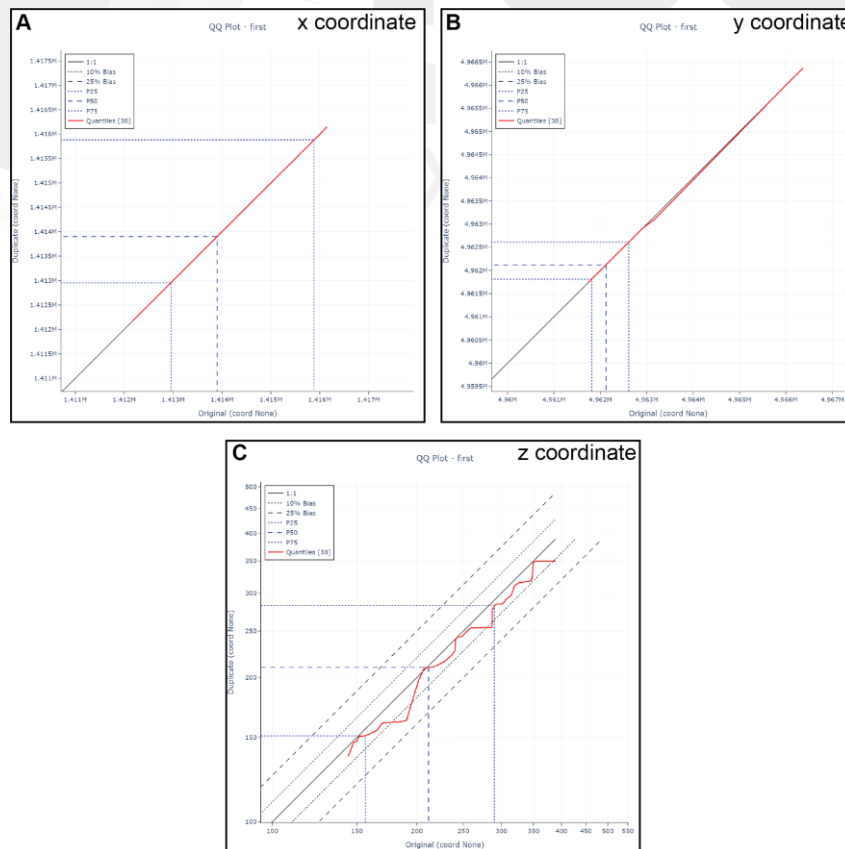 A
QQ Plot - first
x coordinate
1:1
10% Bias
25% Bias
P25
P50
P75
Quantiles [38]
1.4175M
1.417M
1.4165M
1.416M
1.4155M
1.415M
1.4145M
1.414M
1.4135M
1.413M
1.4125M
1.412M
1.4115M
1.411M
Duplicate (coord None)
1.411M 1.412M 1.413M 1.414M 1.415M 1.416M 1.417M
Original (coord None)
B
QQ Plot - first
y coordinate
1:1
10% Bias
25% Bias
P25
P50
P75
Quantiles [38]
4.9665M
4.966M
4.9655M
4.965M
4.9645M
4.964M
4.9635M
4.963M
4.9625M
4.962M
4.9615M
4.961M
4.9605M
4.96M
4.9595M
Duplicate (coord None)
4.96M 4.961M 4.962M 4.963M 4.964M 4.965M 4.966M 4.967M
Original (coord None)
C
QQ Plot - first
z coordinate
1:1
10% Bias
25% Bias
P25
P50
P75
Quantiles [38]
500
450
400
350
300
250
200
150
100
Duplicate (coord None)
100 150 200 250 300 350 400 450 500 550
Original (coord None)